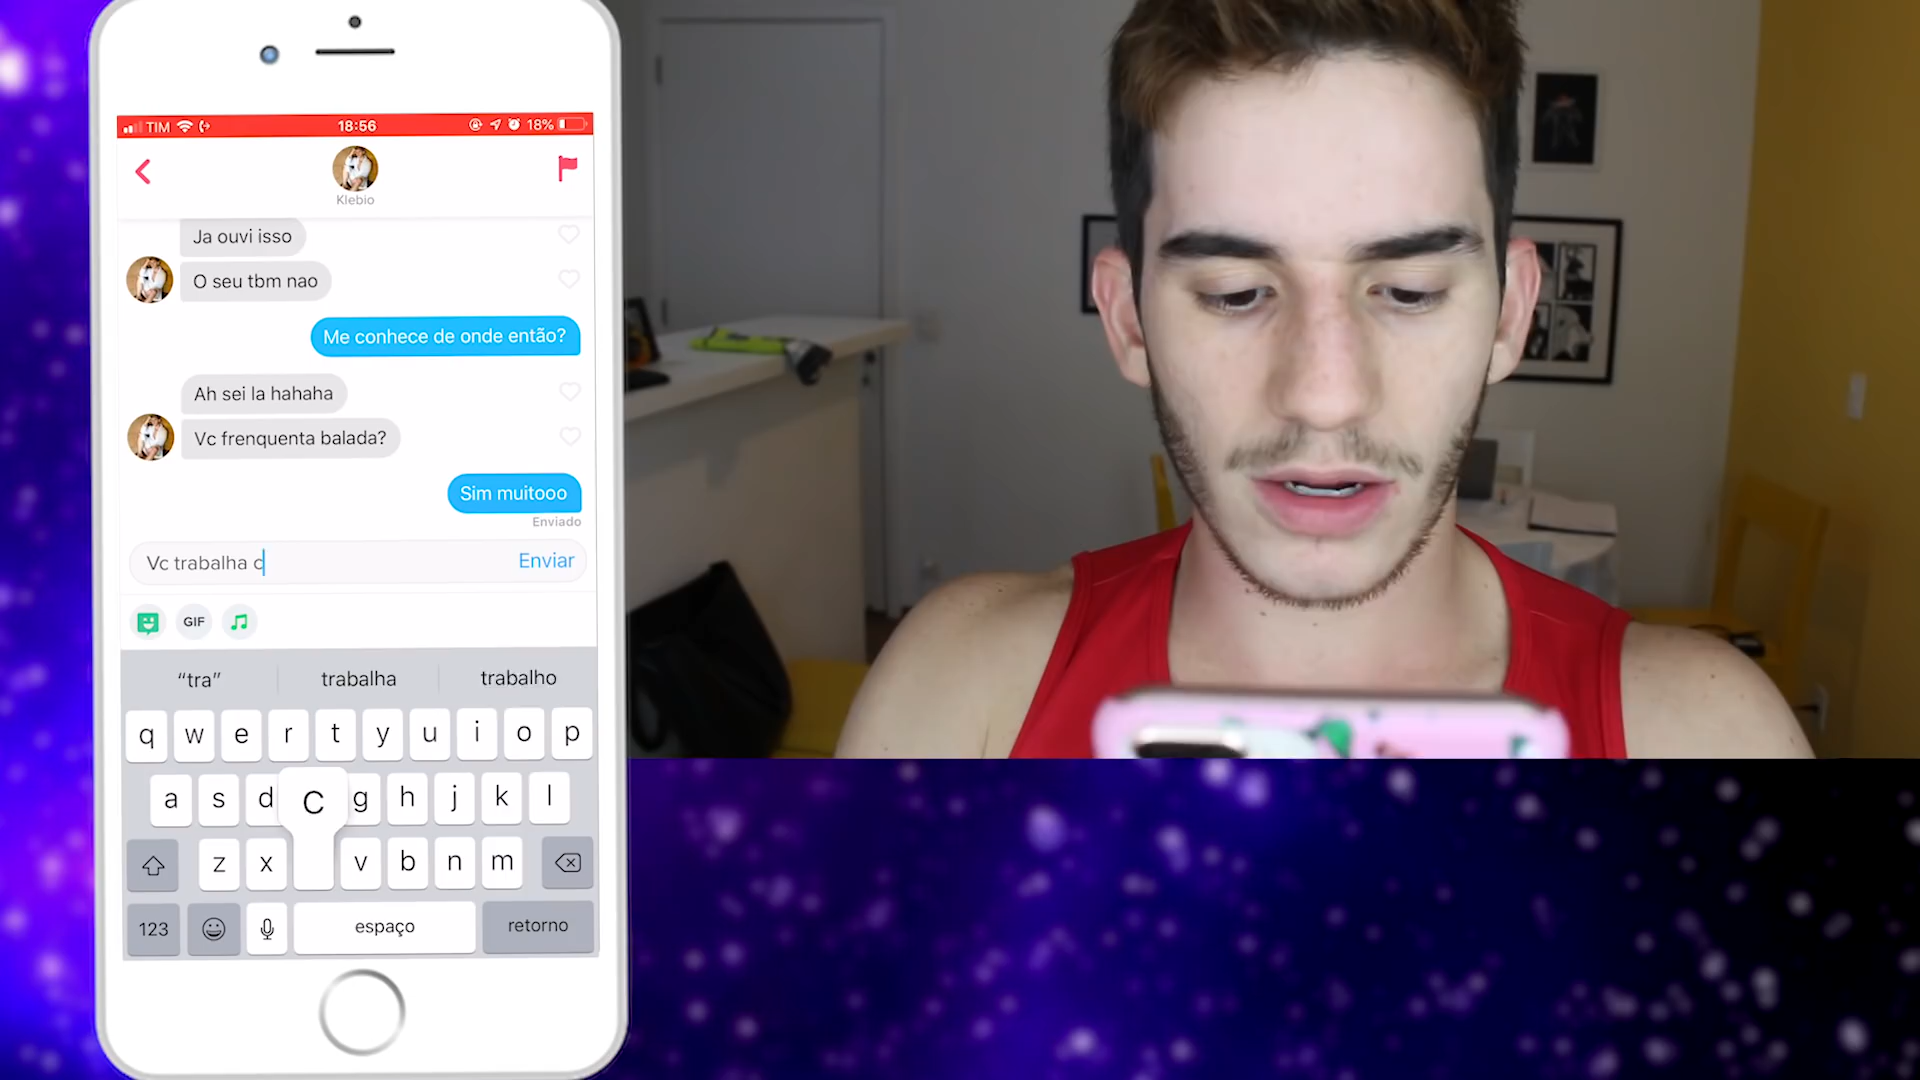 TIM 18:56 18%
Klebio
Ja ouvi isso
O seu tbm nao
Me conhece de onde então?
Ah sei la hahaha
Vc frenquenta balada?
Sim muitooo
Enviado
Vc trabalha c Enviar
GIF
“tra” trabalha trabalho
q w e r t y u i o p
a s d C g h j k l
z x v b n m
123 espaço retorno